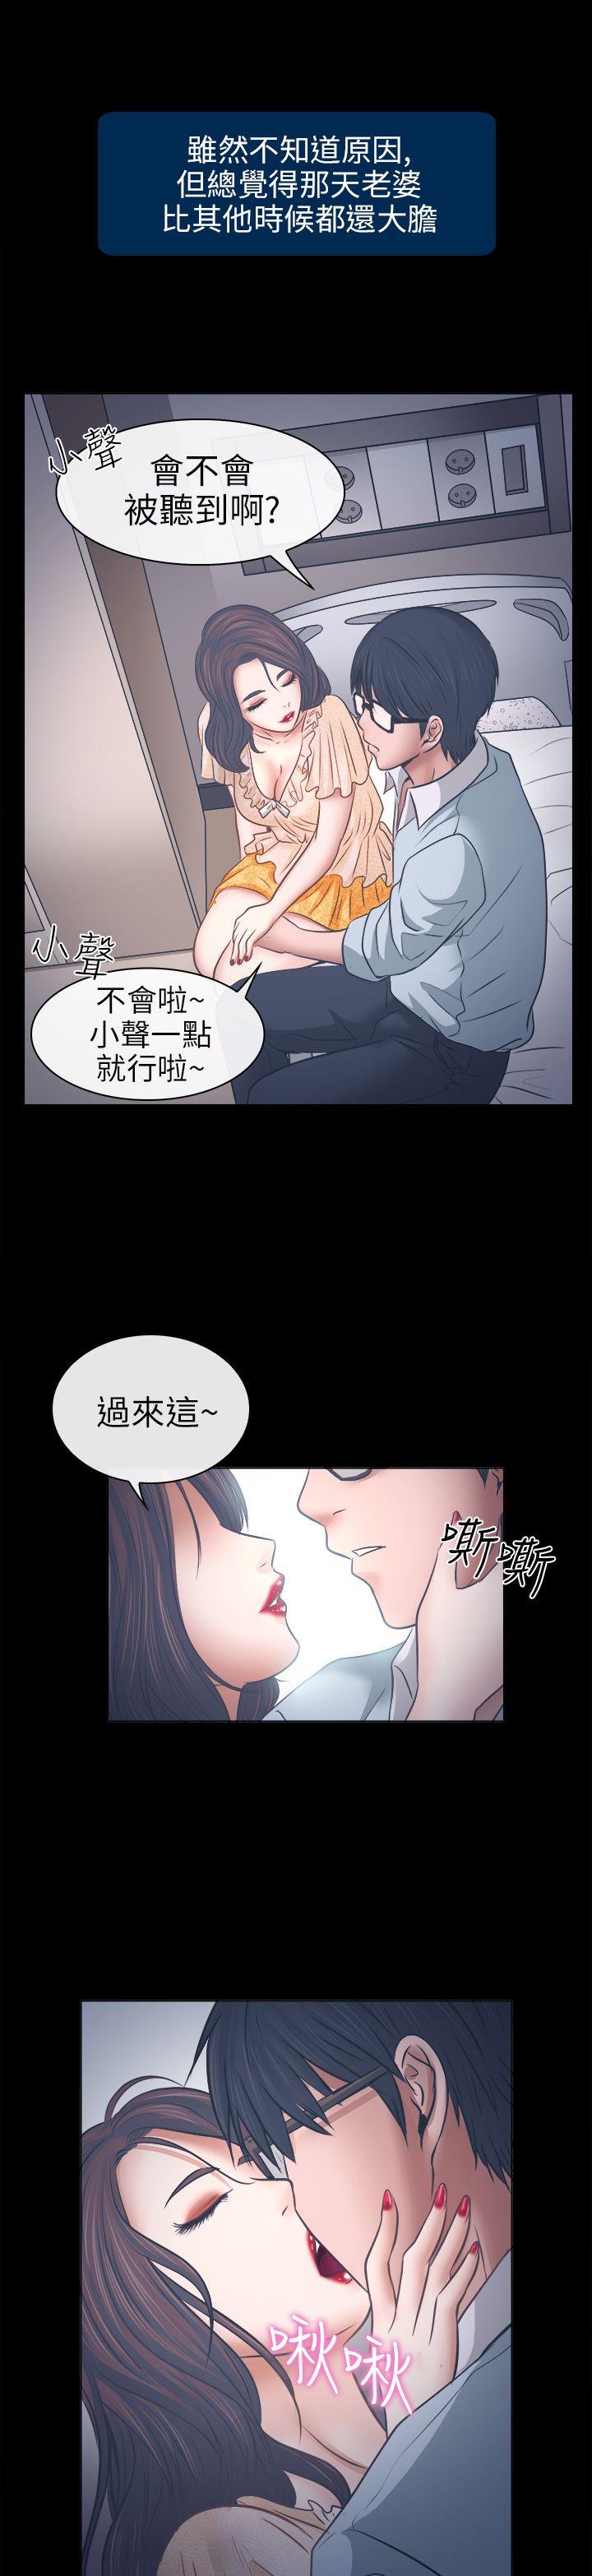 雖然不知道原因,
但總覺得那天老婆
比其他時候都還大膽
小聲
會不會
被聽到啊?
小聲
不會啦~
小聲一點
就行啦~
過來這~
嘶嘶
啾啾